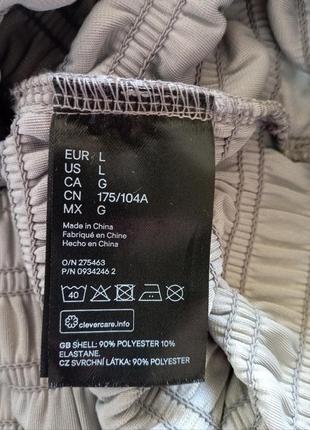 EUR L
US L
CA G
CN 175/104A
MX G
Made in China
Fabriqué en Chine
Hecho en China
O/N 275463
P/N 0934246 2
40
clevercare.info
GB SHELL: 90% POLYESTER 10%
ELASTANE.
CZ SVRCHNÍ LÁTKA: 90% POLYESTER